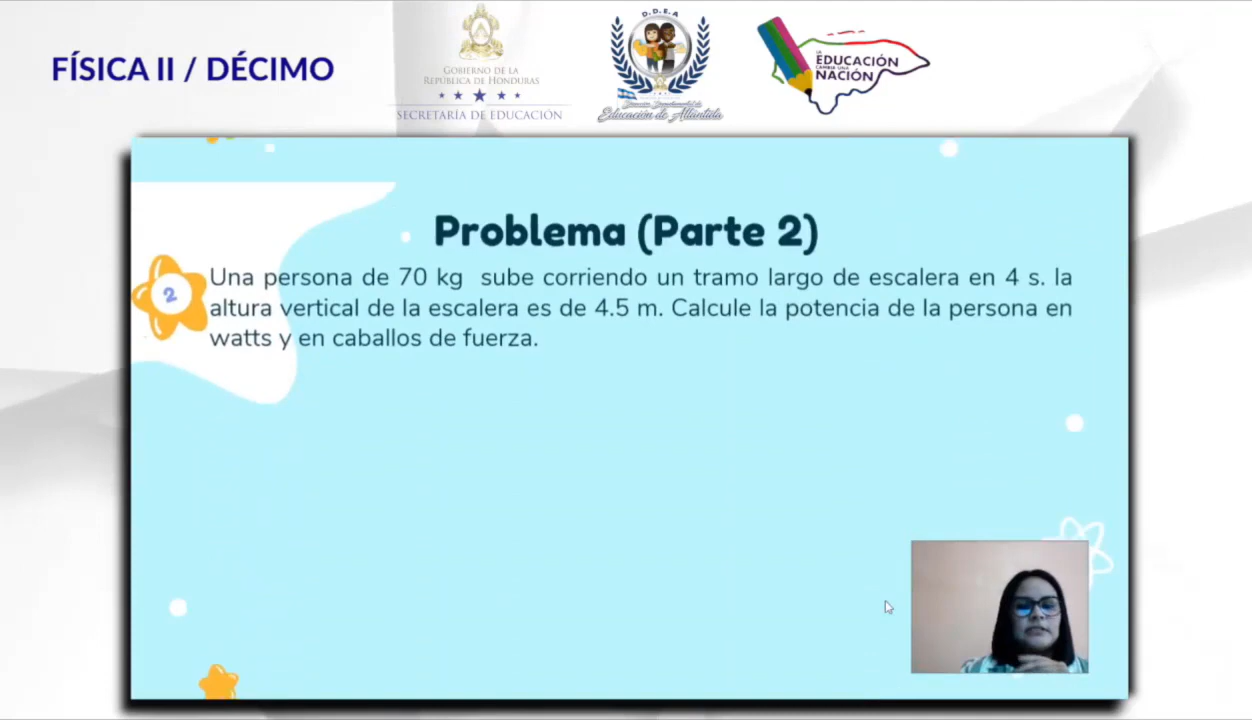 FÍSICA II / DÉCIMO
GOBIERNO DE LA
REPÚBLICA DE HONDURAS
SECRETARÍA DE EDUCACIÓN
D.D.E.A
Educación de Atlántida
LA
EDUCACIÓN
CAMBIA UNA
NACIÓN
Problema (Parte 2)
2
Una persona de 70 kg sube corriendo un tramo largo de escalera en 4 s. la
altura vertical de la escalera es de 4.5 m. Calcule la potencia de la persona en
watts y en caballos de fuerza.